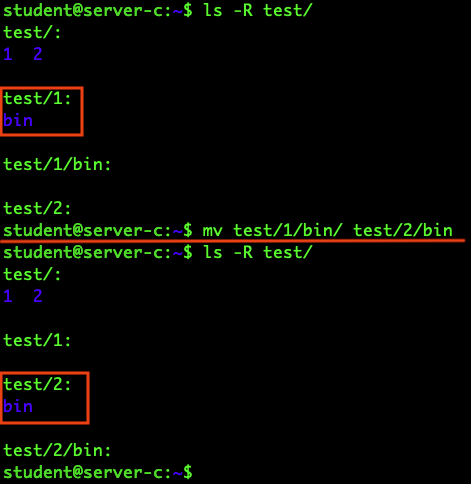 student@server-c:~$ ls -R test/
test/:
1  2
test/1:
bin
test/1/bin:
test/2:
student@server-c:~$ mv test/1/bin/ test/2/bin
student@server-c:~$ ls -R test/
test/:
1  2
test/1:
test/2:
bin
test/2/bin:
student@server-c:~$